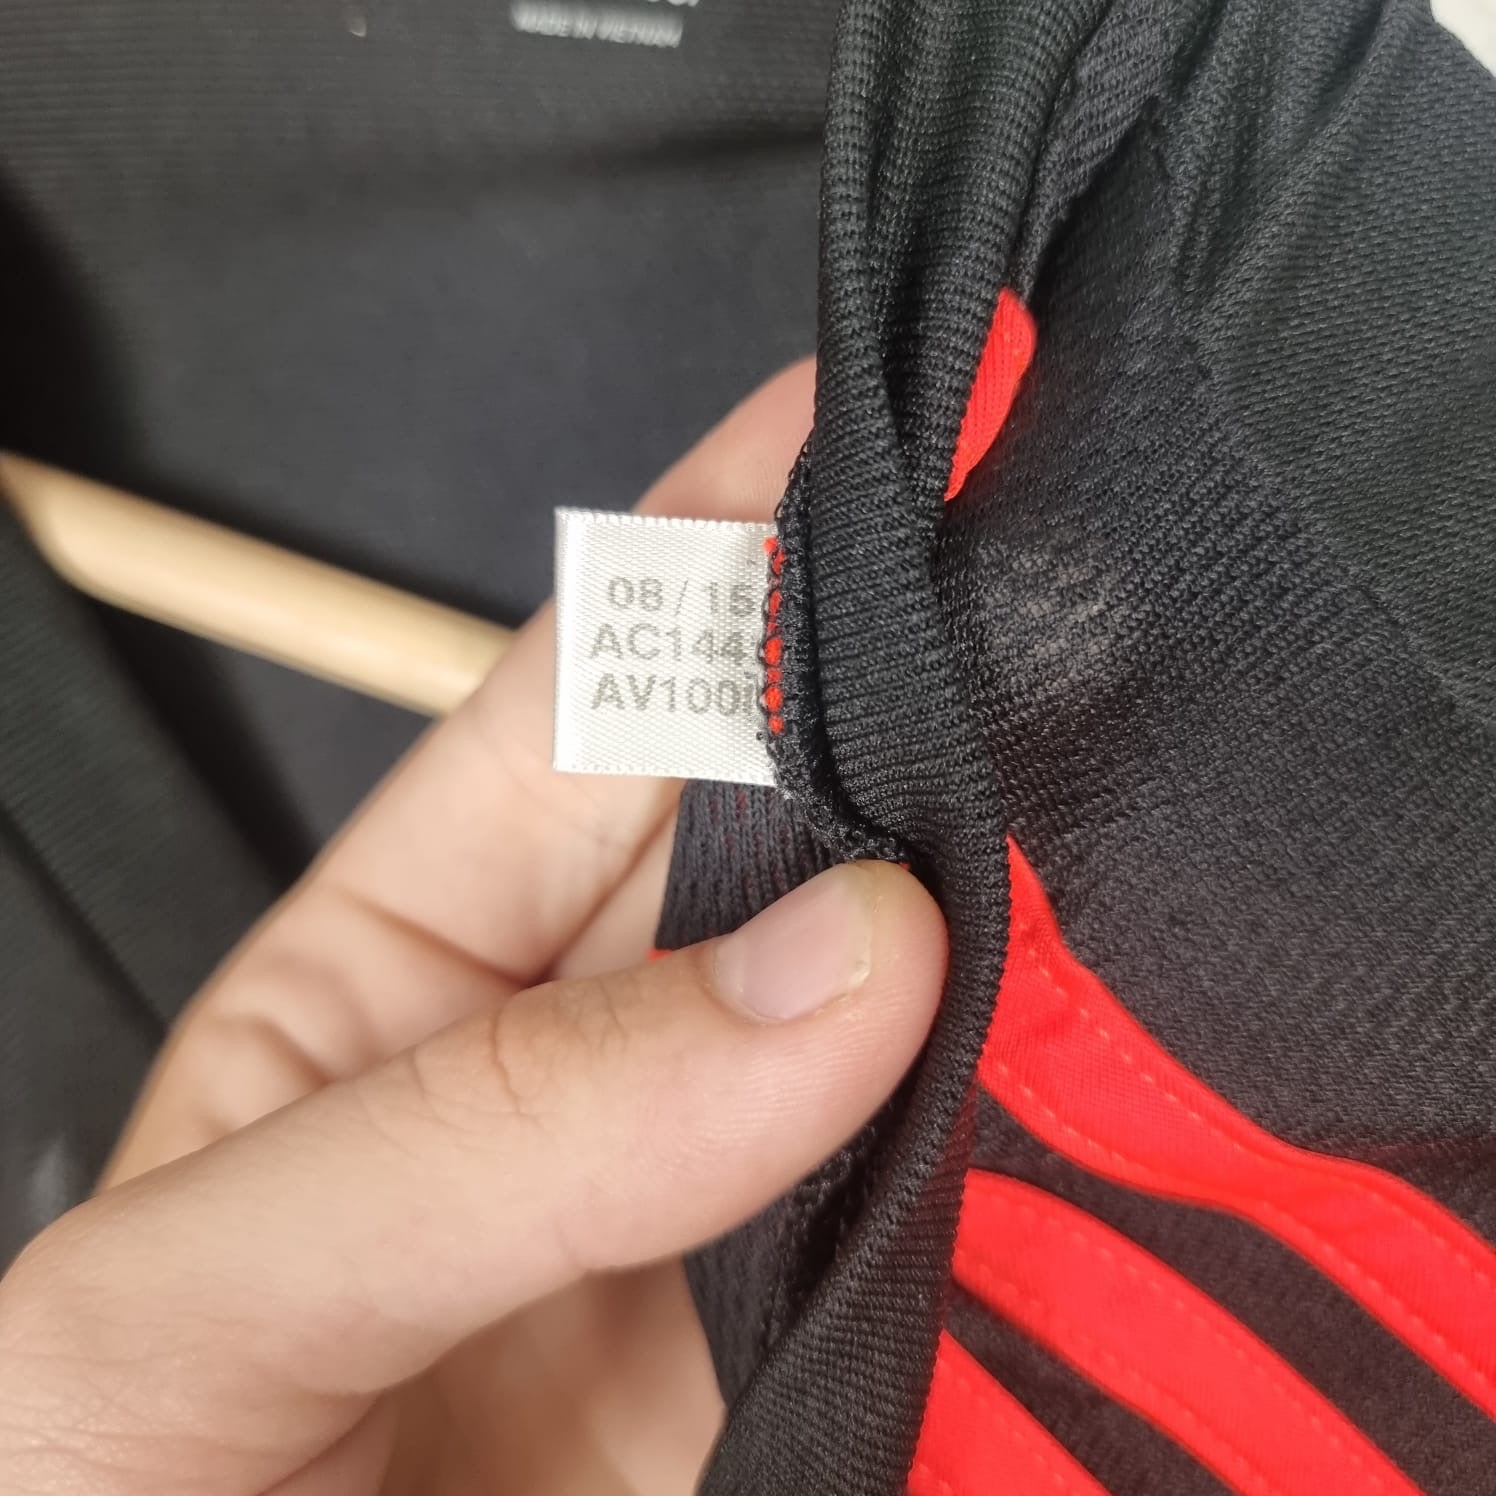 MADE IN VIETNAM
08 / 15
AC144
AV100